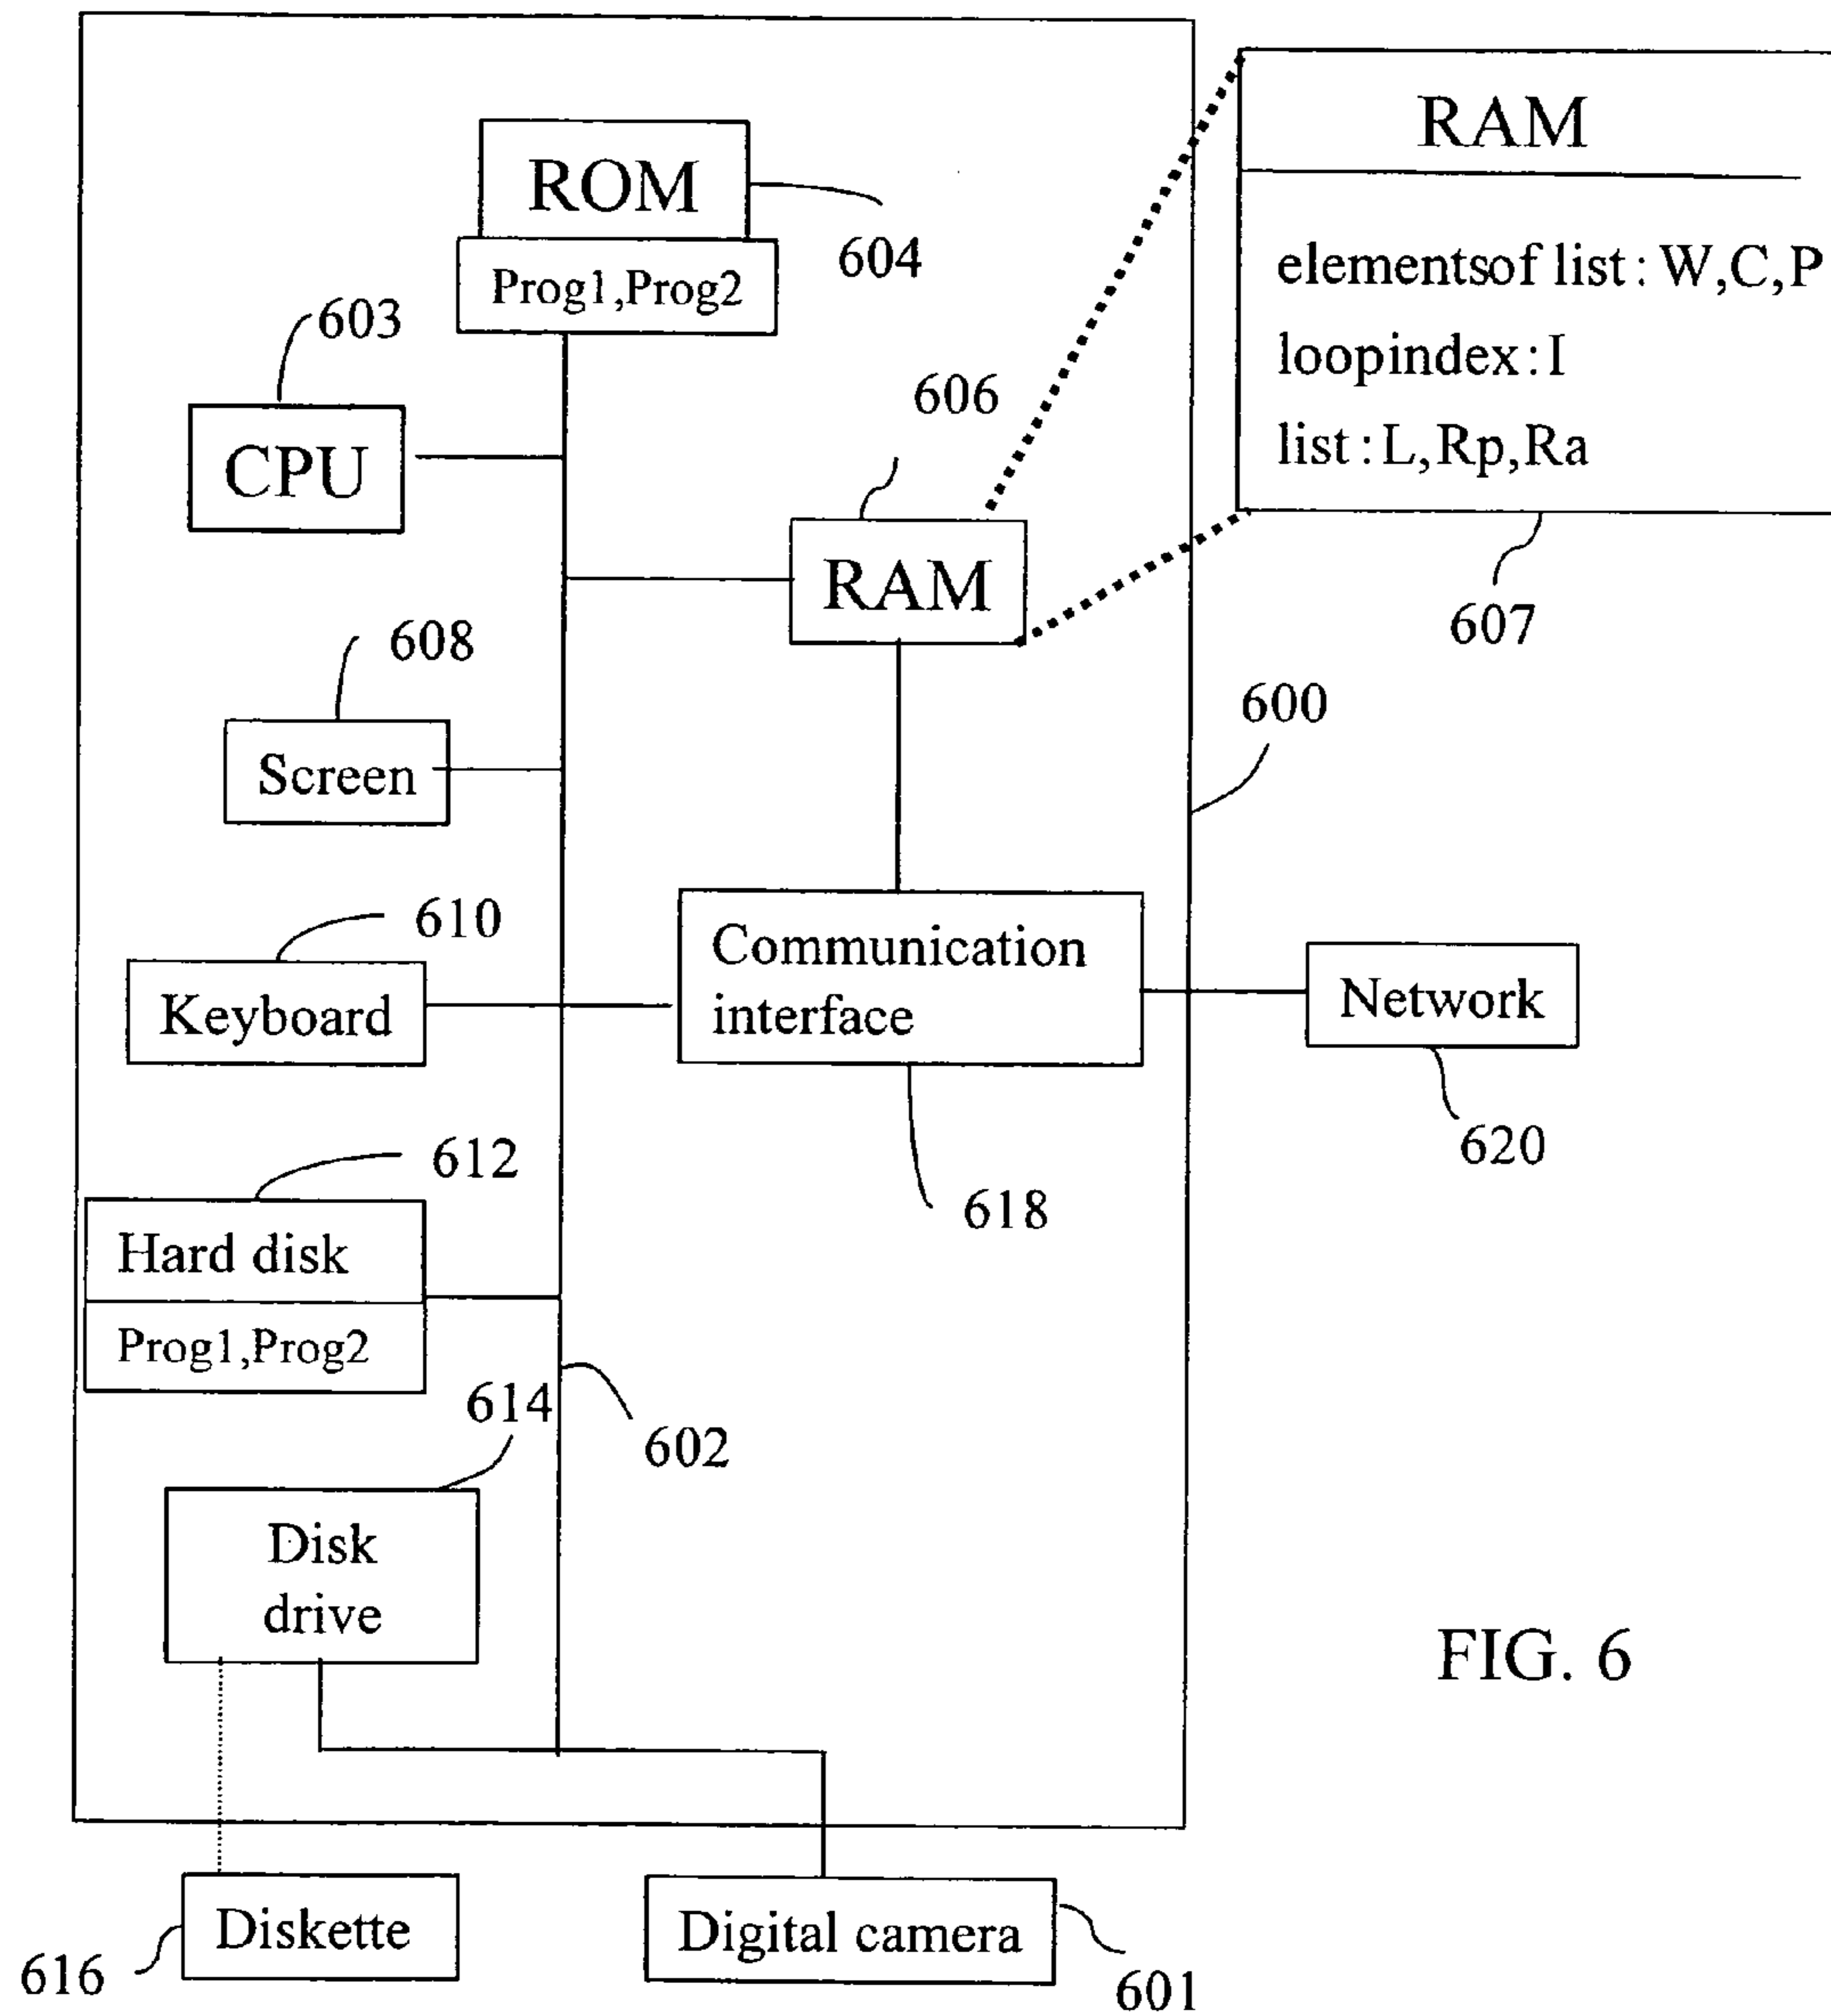 RAM
elementsof list : W,C,P
loopindex : I
list : L,Rp,Ra
607
ROM
Prog1,Prog2
604
603
CPU
606
RAM
608
Screen
600
610
Keyboard
Communication
interface
618
Network
620
612
Hard disk
Prog1,Prog2
602
614
Disk
drive
FIG. 6
Diskette
616
Digital camera
601